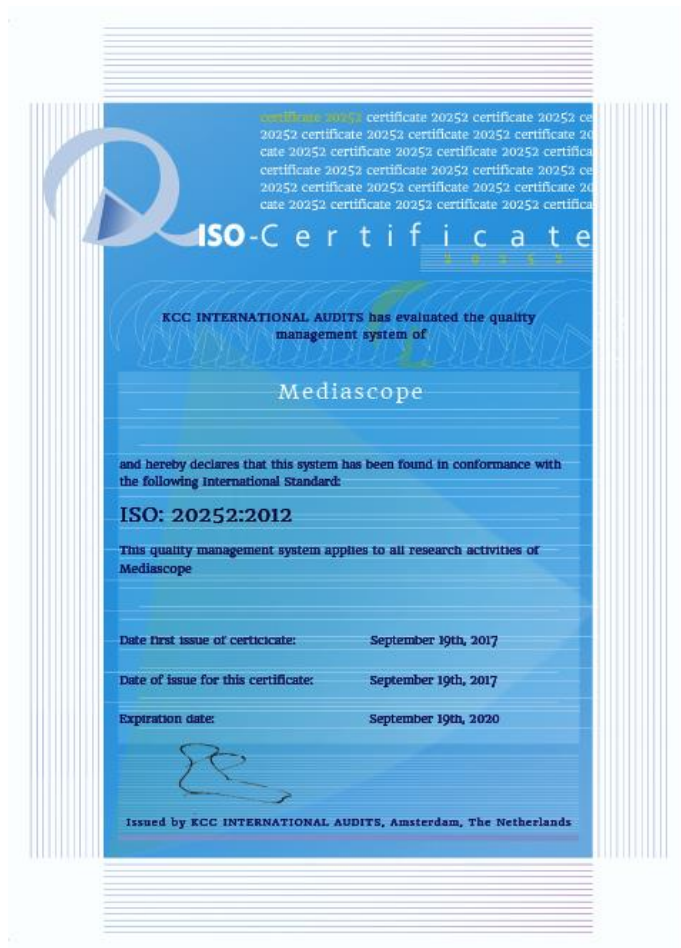 certificate 20252 certificate 20252 certificate 20252 ce
20252 certificate 20252 certificate 20252 certificate 20
cate 20252 certificate 20252 certificate 20252 certifica
certificate 20252 certificate 20252 certificate 20252 ce
20252 certificate 20252 certificate 20252 certificate 20
cate 20252 certificate 20252 certificate 20252 certifica
ISO-Certificate
20252
KCC INTERNATIONAL AUDITS has evaluated the quality
management system of
Mediascope
and hereby declares that this system has been found in conformance with
the following International Standard:
ISO: 20252:2012
This quality management system applies to all research activities of
Mediascope
Date first issue of certicicate: September 19th, 2017
Date of issue for this certificate: September 19th, 2017
Expiration date: September 19th, 2020
Issued by KCC INTERNATIONAL AUDITS, Amsterdam, The Netherlands